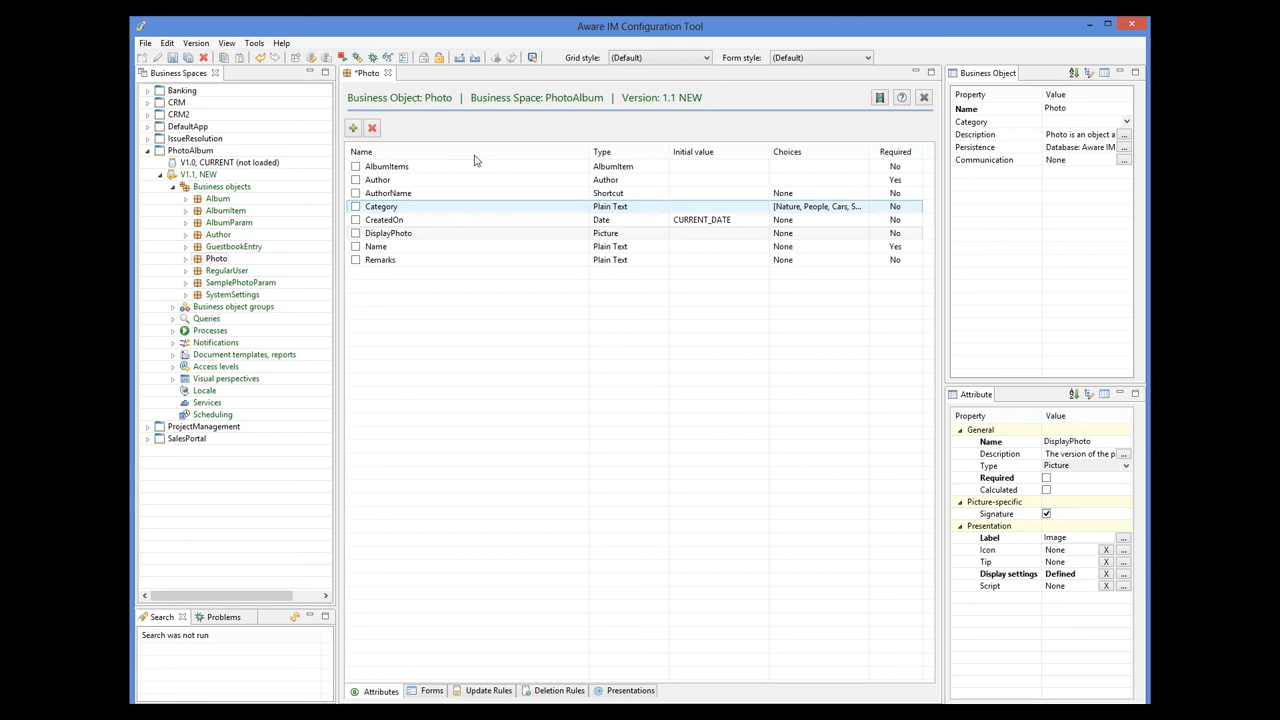 Aware IM Configuration Tool
File Edit Version View Tools Help
Grid style: (Default) Form style: (Default)
Business Spaces
Banking
CRM
CRM2
DefaultApp
IssueResolution
PhotoAlbum
V1.0, CURRENT (not loaded)
V1.1, NEW
Business objects
Album
AlbumItem
AlbumParam
Author
GuestbookEntry
Photo
RegularUser
SamplePhotoParam
SystemSettings
Business object groups
Queries
Processes
Notifications
Document templates, reports
Access levels
Visual perspectives
Locale
Services
Scheduling
ProjectManagement
SalesPortal
Search Problems
Search was not run
*Photo
Business Object: Photo | Business Space: PhotoAlbum | Version: 1.1 NEW
Name Type Initial value Choices Required
AlbumItems AlbumItem No
Author Author Yes
AuthorName Shortcut None No
Category Plain Text [Nature, People, Cars, S... No
CreatedOn Date CURRENT_DATE None No
DisplayPhoto Picture None No
Name Plain Text None Yes
Remarks Plain Text None No
Attributes Forms Update Rules Deletion Rules Presentations
Business Object
Property Value
Name Photo
Category
Description Photo is an object a ...
Persistence Database: Aware IM ...
Communication None ...
Attribute
Property Value
General
Name DisplayPhoto
Description The version of the p ...
Type Picture
Required
Calculated
Picture-specific
Signature
Presentation
Label Image ...
Icon None X ...
Tip None X ...
Display settings Defined X ...
Script None X ...